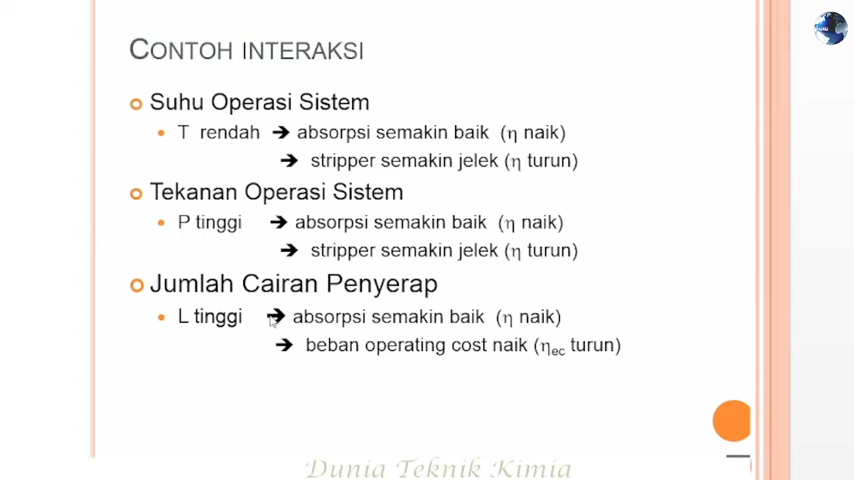 CONTOH INTERAKSI
Suhu Operasi Sistem
T rendah ➔ absorpsi semakin baik (η naik)
➔ stripper semakin jelek (η turun)
Tekanan Operasi Sistem
P tinggi ➔ absorpsi semakin baik (η naik)
➔ stripper semakin jelek (η turun)
Jumlah Cairan Penyerap
L tinggi ➔ absorpsi semakin baik (η naik)
➔ beban operating cost naik (ηec turun)
Dunia Teknik Kimia